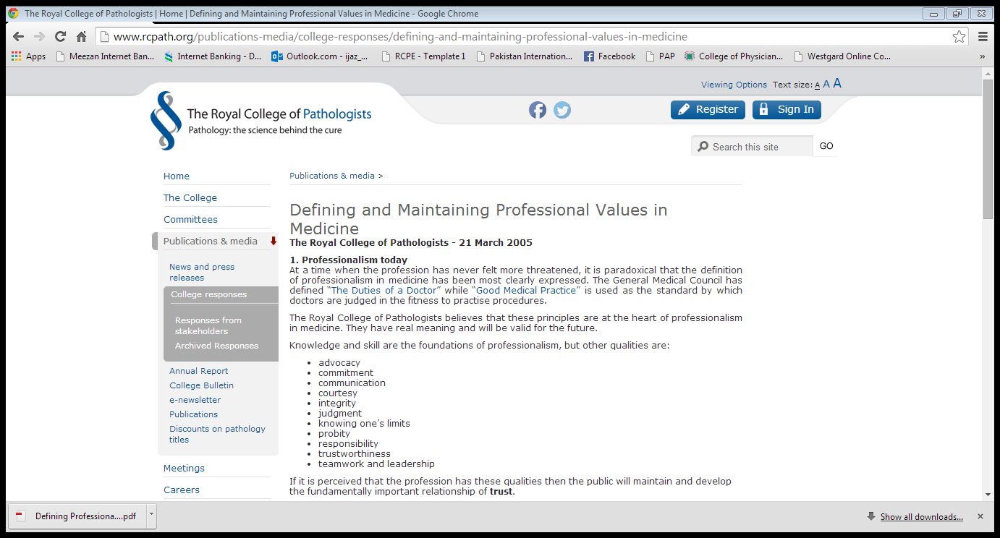 The Royal College of Pathologists | Home | Defining and Maintaining Professional Values in Medicine - Google Chrome
www.rcpath.org/publications-media/college-responses/defining-and-maintaining-professional-values-in-medicine
Apps Meezan Internet Ban... Internet Banking - D... Outlook.com - ijaz_... RCPE - Template 1 Pakistan Internation... Facebook PAP College of Physician... Westgard Online Co... »
Viewing Options Text size: A A A
The Royal College of Pathologists
Pathology: the science behind the cure
Register Sign In
Search this site GO
Home
The College
Committees
Publications & media
News and press
releases
College responses
Responses from
stakeholders
Archived Responses
Annual Report
College Bulletin
e-newsletter
Publications
Discounts on pathology
titles
Meetings
Careers
Publications & media >
Defining and Maintaining Professional Values in
Medicine
The Royal College of Pathologists - 21 March 2005
1. Professionalism today
At a time when the profession has never felt more threatened, it is paradoxical that the definition
of professionalism in medicine has been most clearly expressed. The General Medical Council has
defined “The Duties of a Doctor” while “Good Medical Practice” is used as the standard by which
doctors are judged in the fitness to practise procedures.
The Royal College of Pathologists believes that these principles are at the heart of professionalism
in medicine. They have real meaning and will be valid for the future.
Knowledge and skill are the foundations of professionalism, but other qualities are:
• advocacy
• commitment
• communication
• courtesy
• integrity
• judgment
• knowing one’s limits
• probity
• responsibility
• trustworthiness
• teamwork and leadership
If it is perceived that the profession has these qualities then the public will maintain and develop
the fundamentally important relationship of trust.
Defining Professiona....pdf
Show all downloads...